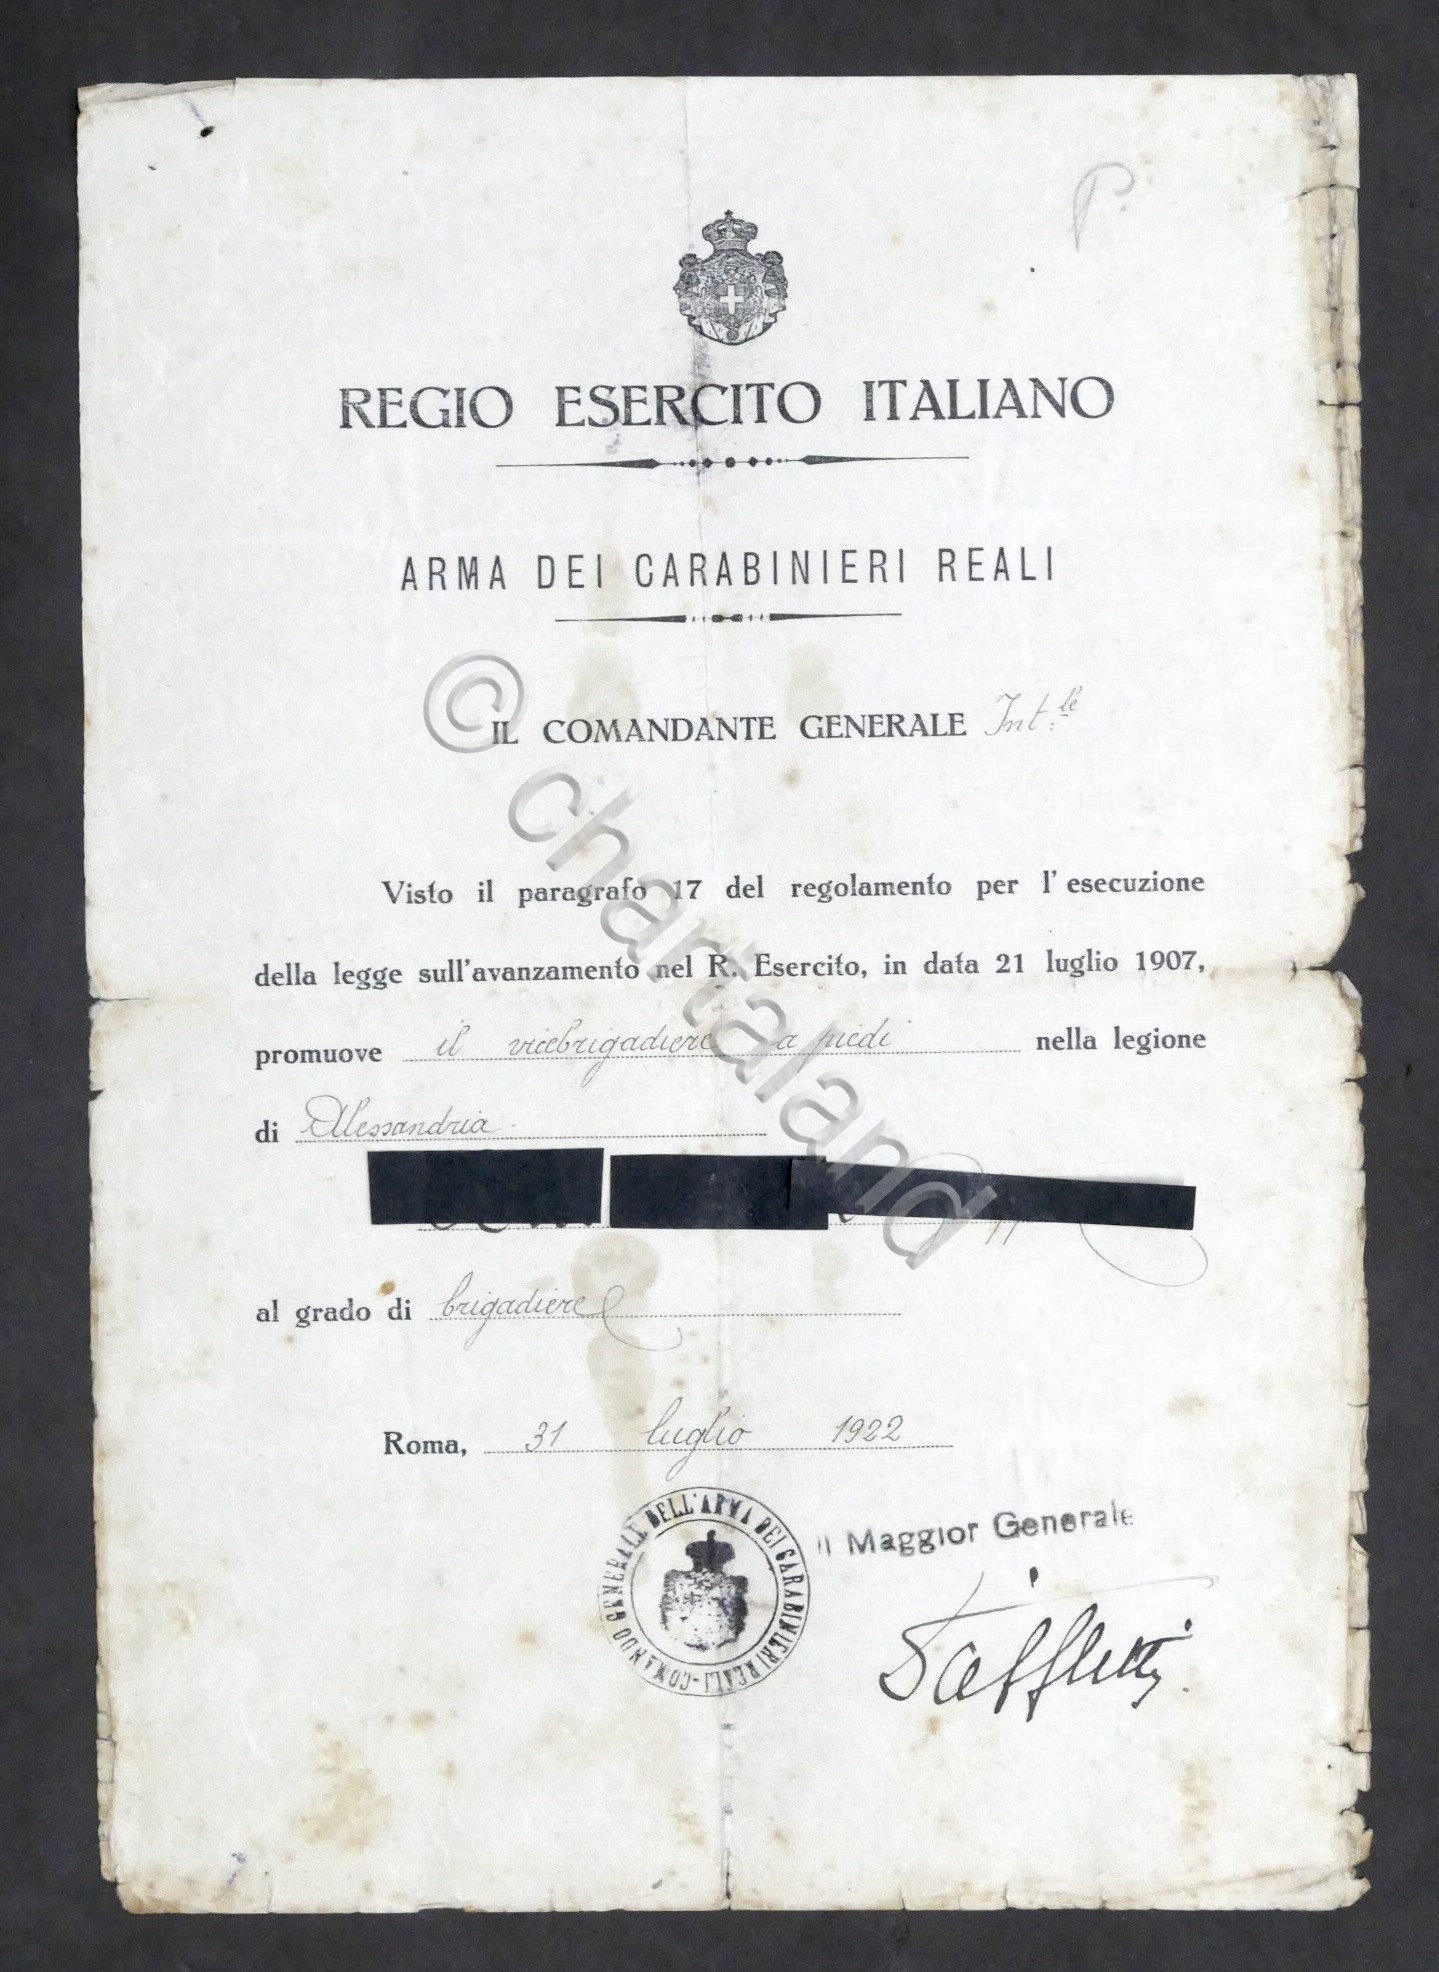 P.
REGIO ESERCITO ITALIANO
ARMA DEI CARABINIERI REALI
IL COMANDANTE GENERALE Int:le
Visto il paragrafo 17 del regolamento per l'esecuzione
della legge sull'avanzamento nel R. Esercito, in data 21 luglio 1907,
promuove il vicebrigadiere a piedi nella legione
di Alessandria
al grado di brigadiere
Roma, 31 luglio 1922
COMANDO GENERALE DELL'ARMA DEI CARABINIERI REALI
Il Maggior Generale
© chartaland